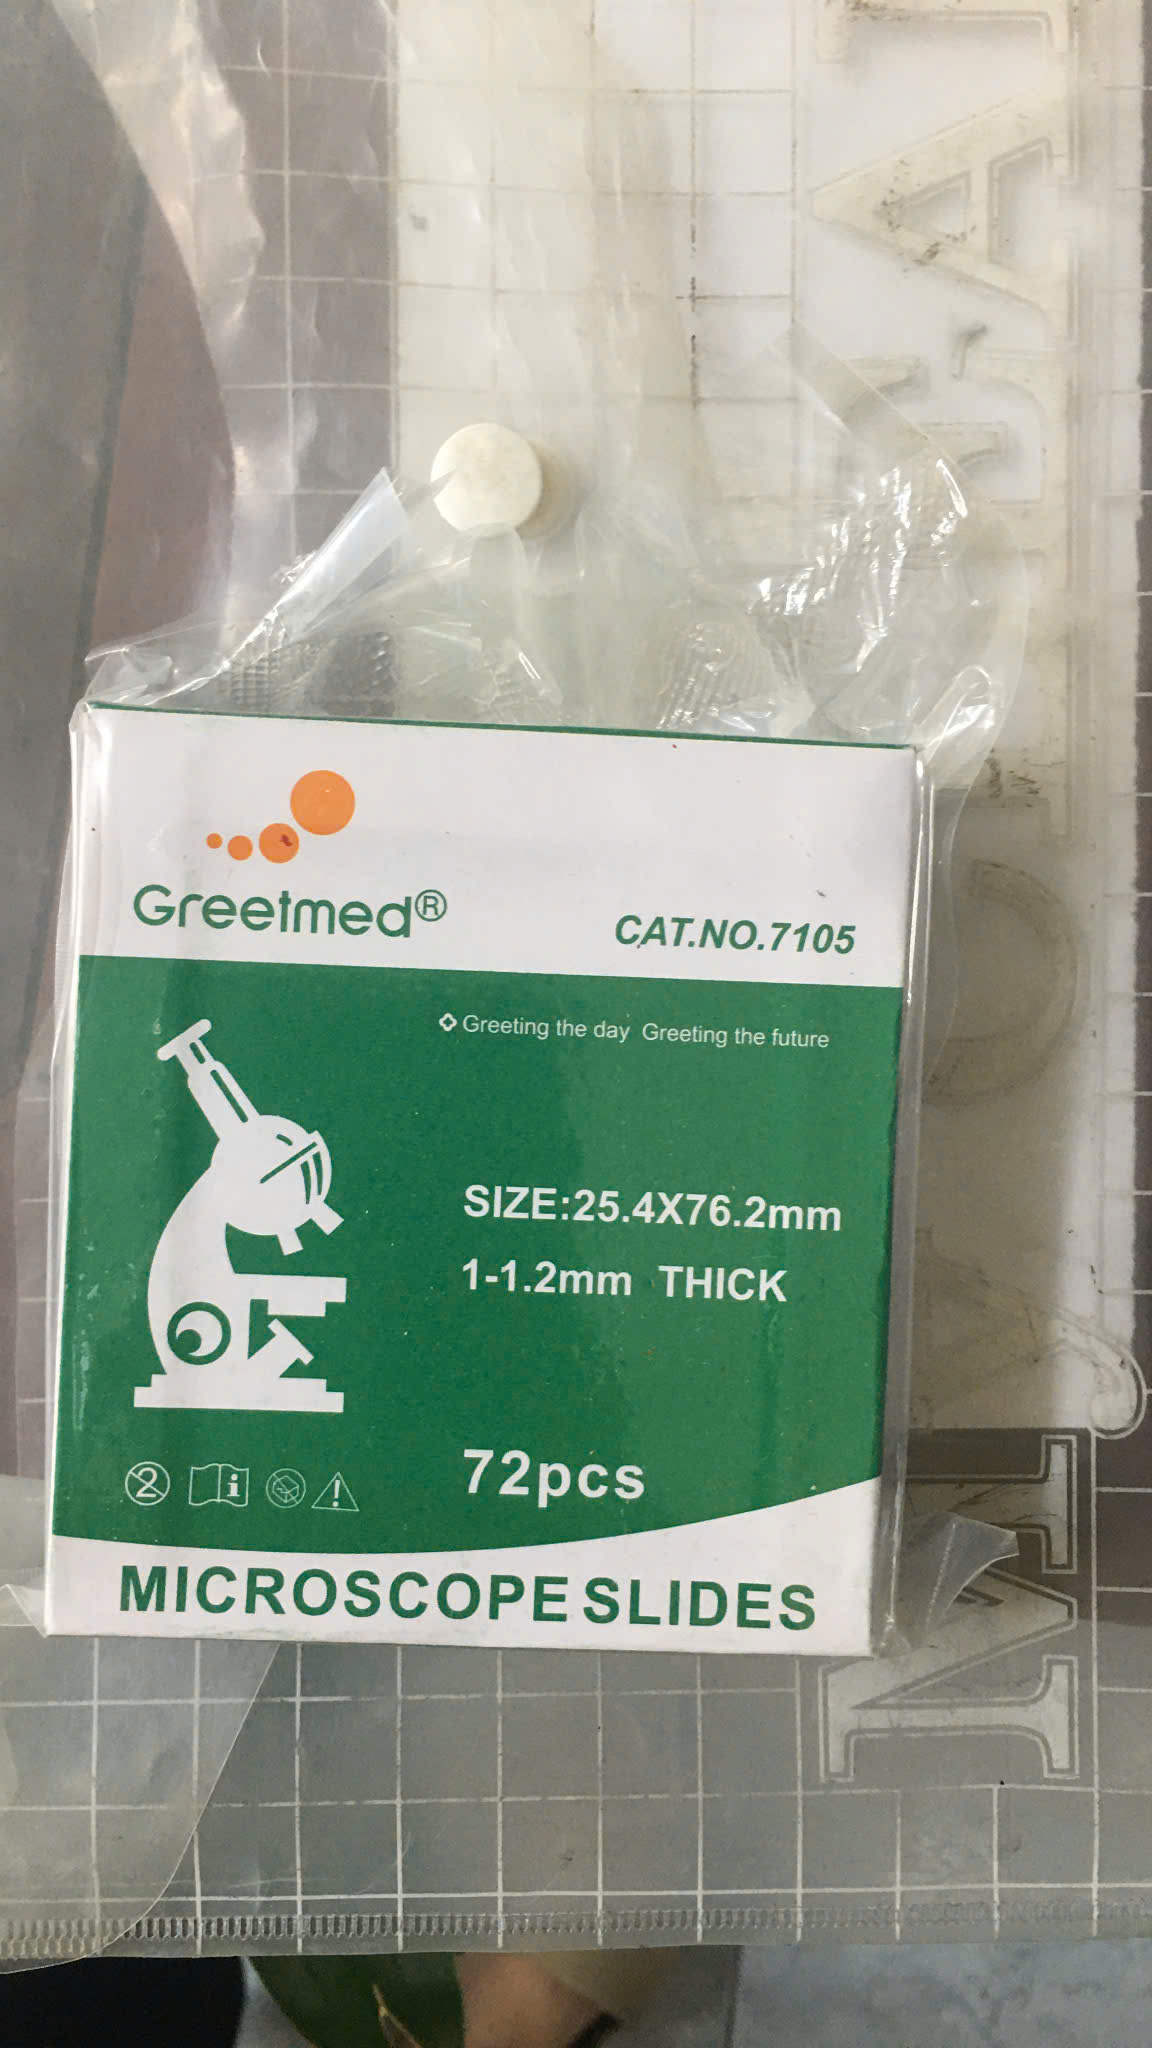 Greetmed®
CAT.NO.7105
Greeting the day Greeting the future
SIZE:25.4X76.2mm
1-1.2mm THICK
2
i
!
72pcs
MICROSCOPE SLIDES